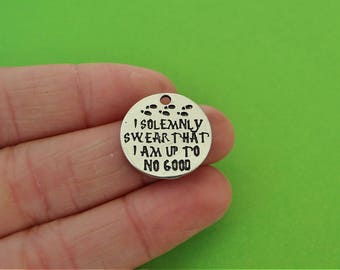 I SOLEMNLY
SWEAR THAT
I AM UP TO
NO GOOD